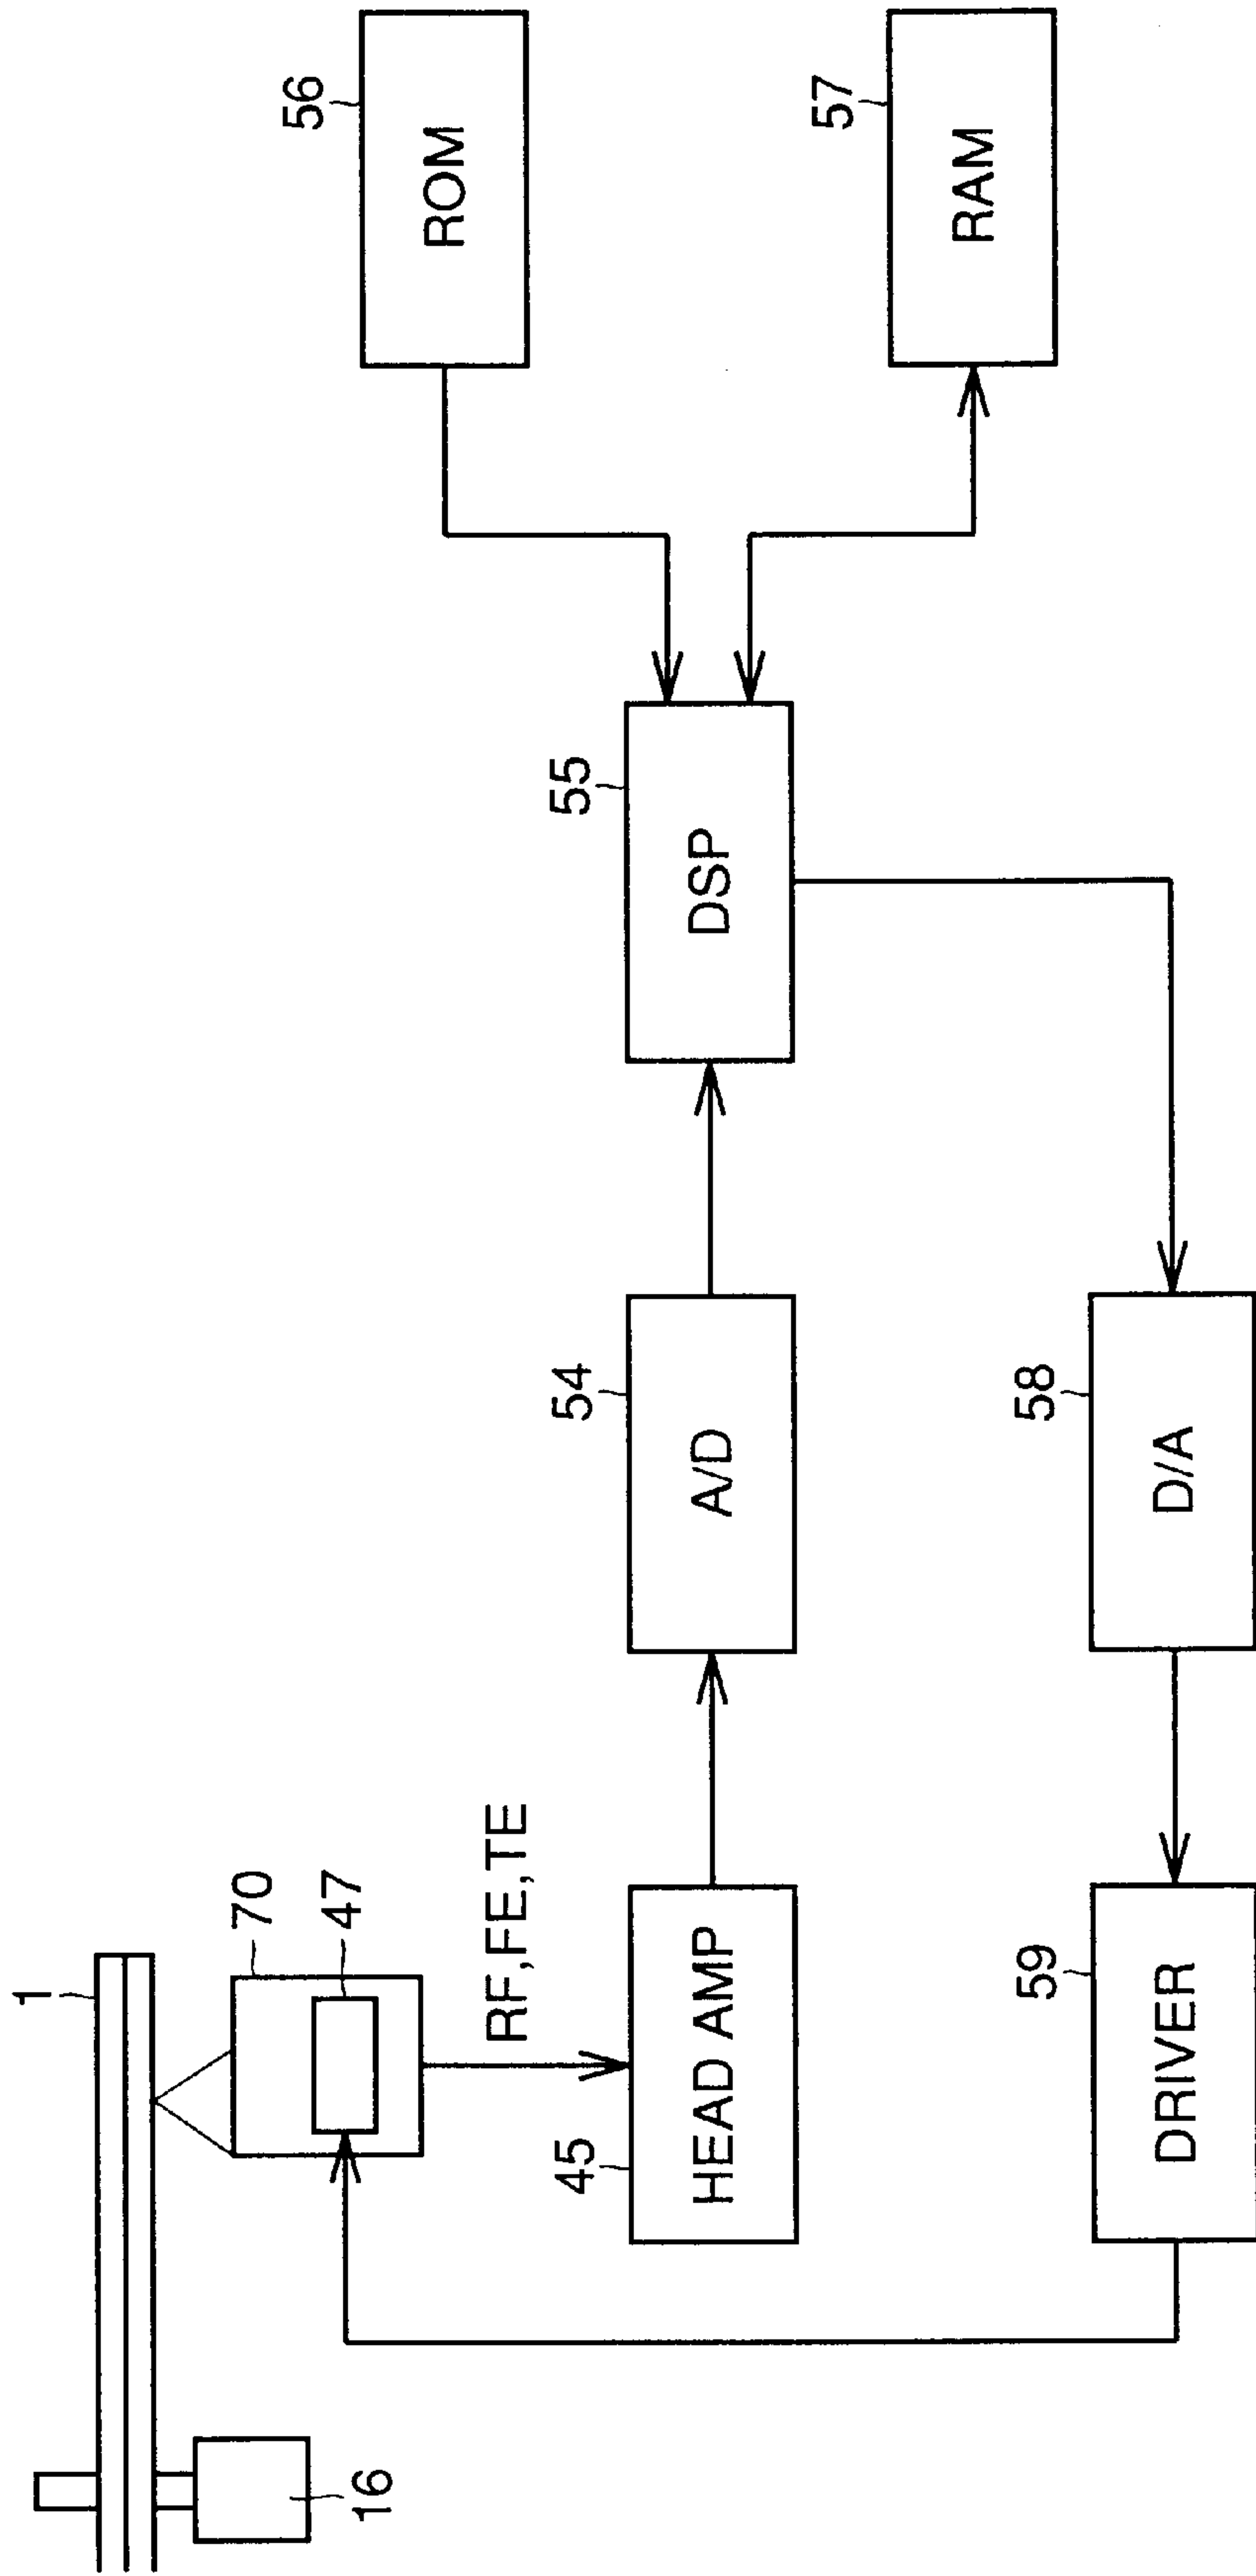 1
70
47
16
RF,FE,TE
45
HEAD AMP
54
A/D
55
DSP
56
ROM
57
RAM
58
D/A
59
DRIVER